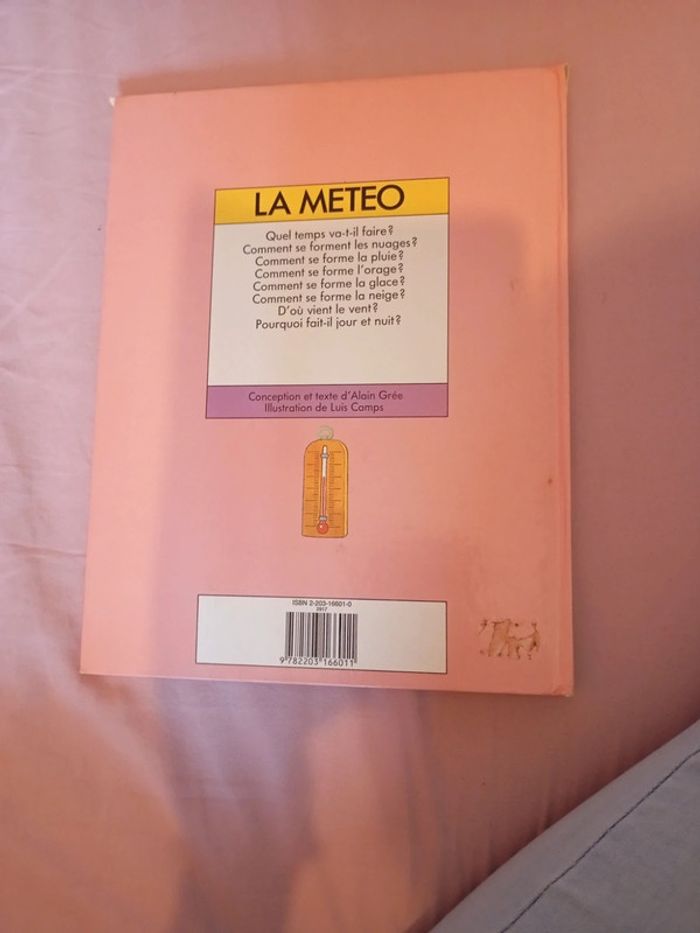 LA METEO
Quel temps va-t-il faire?
Comment se forment les nuages?
Comment se forme la pluie?
Comment se forme l'orage?
Comment se forme la glace?
Comment se forme la neige?
D'où vient le vent?
Pourquoi fait-il jour et nuit?
Conception et texte d'Alain Grée
Illustration de Luis Camps
ISBN 2-203-16601-0
9 782203 166011